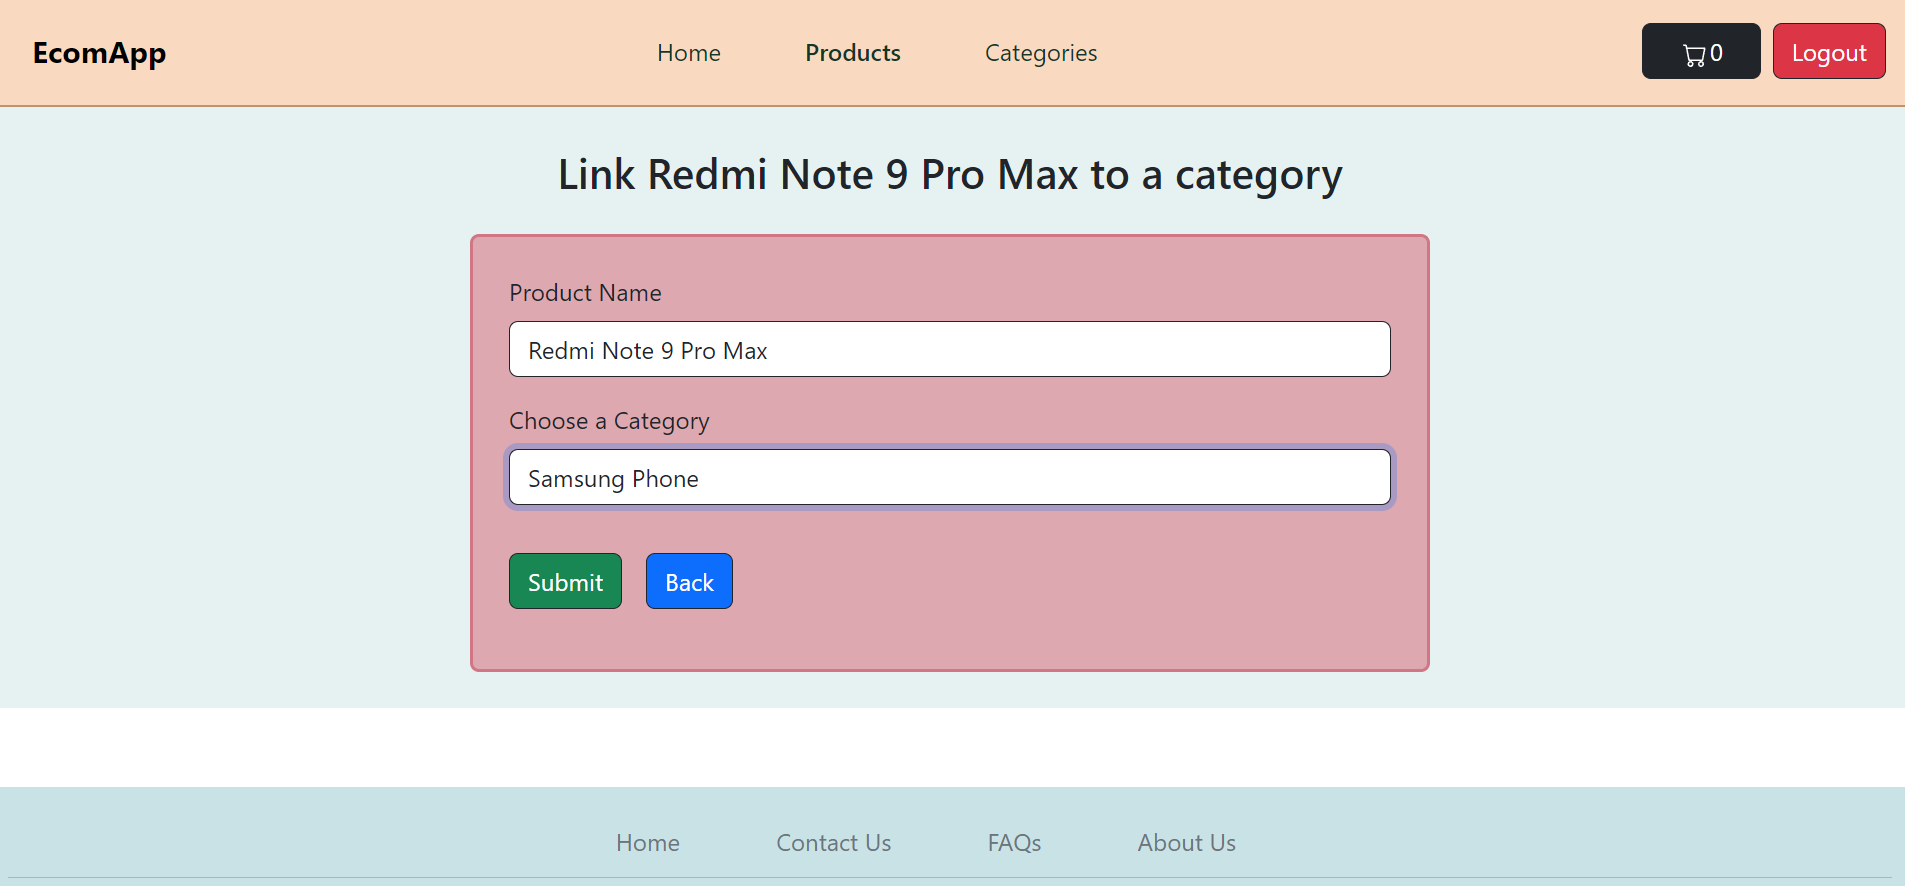 EcomApp Home Products Categories 0 Logout
Link Redmi Note 9 Pro Max to a category
Product Name
Redmi Note 9 Pro Max
Choose a Category
Samsung Phone
Submit Back
Home Contact Us FAQs About Us